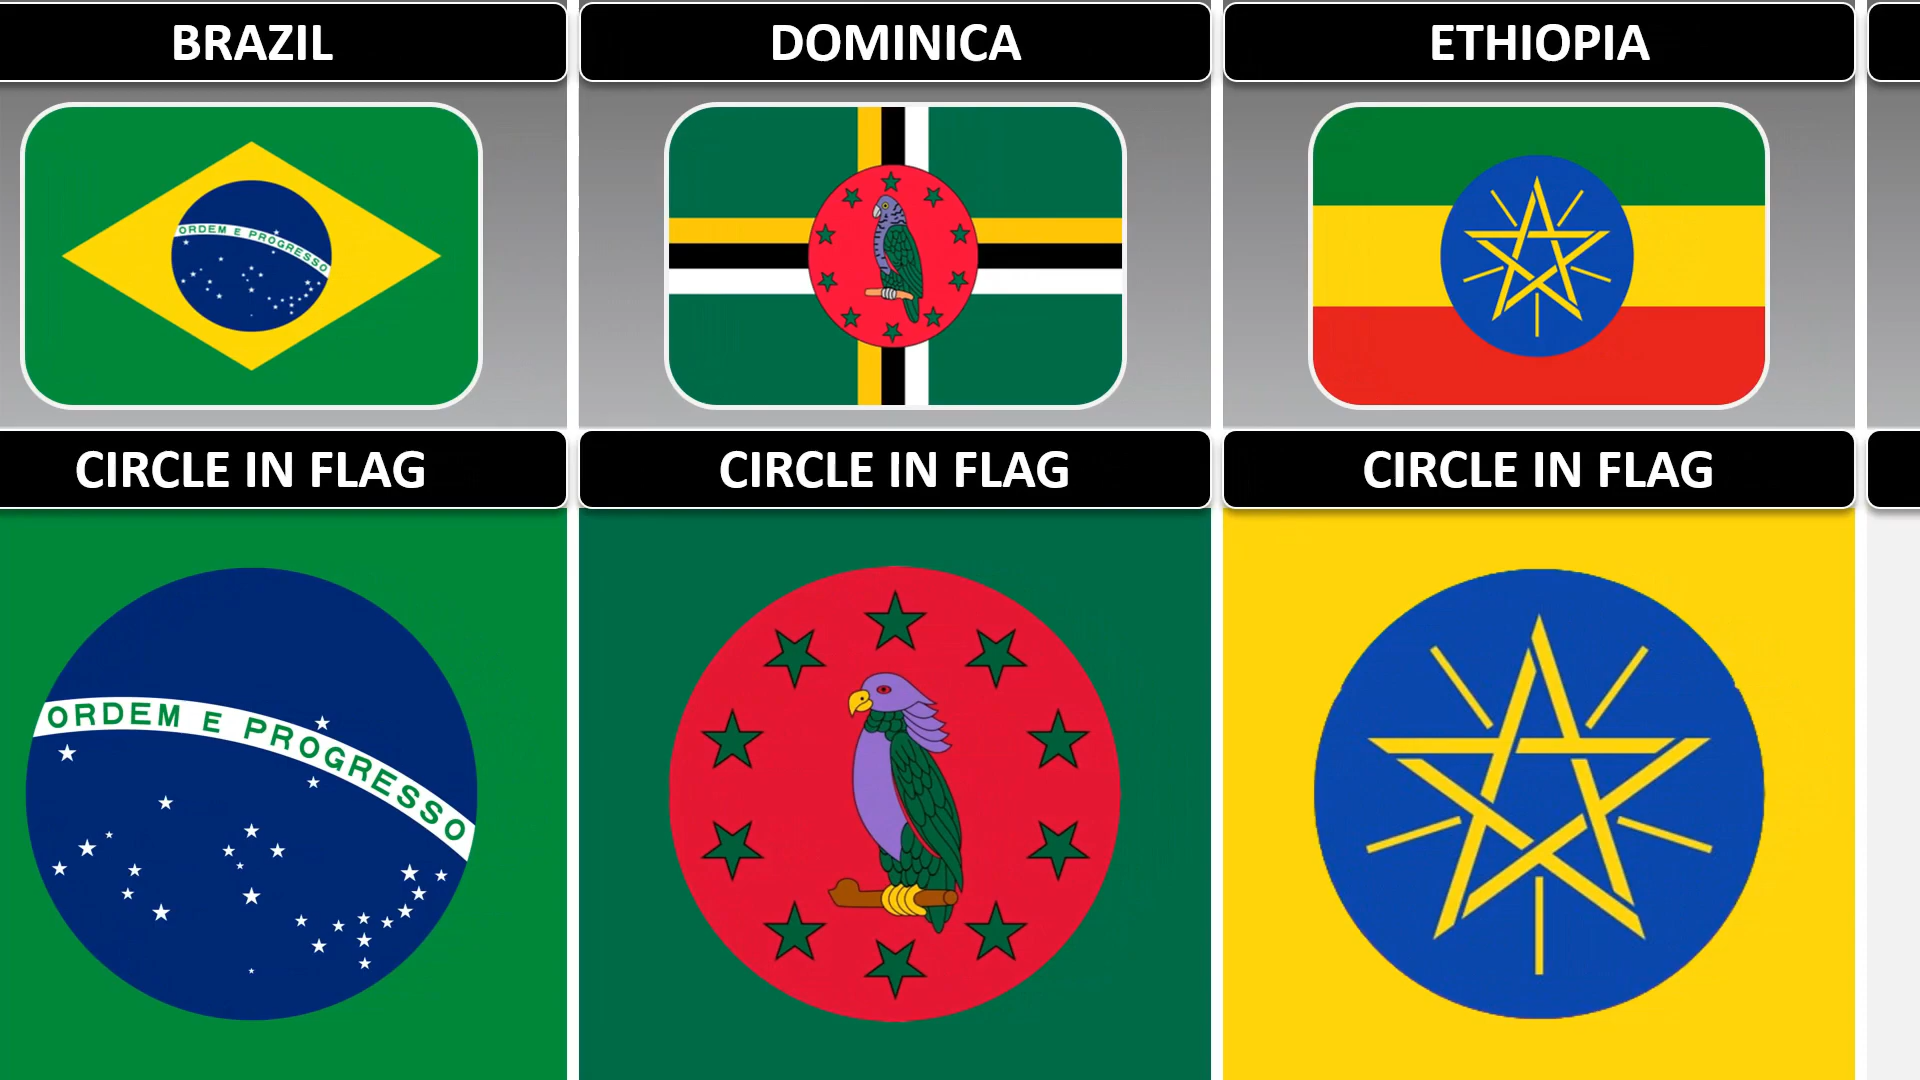 BRAZIL
DOMINICA
ETHIOPIA
ORDEM E PROGRESSO
CIRCLE IN FLAG
CIRCLE IN FLAG
CIRCLE IN FLAG
ORDEM E PROGRESSO